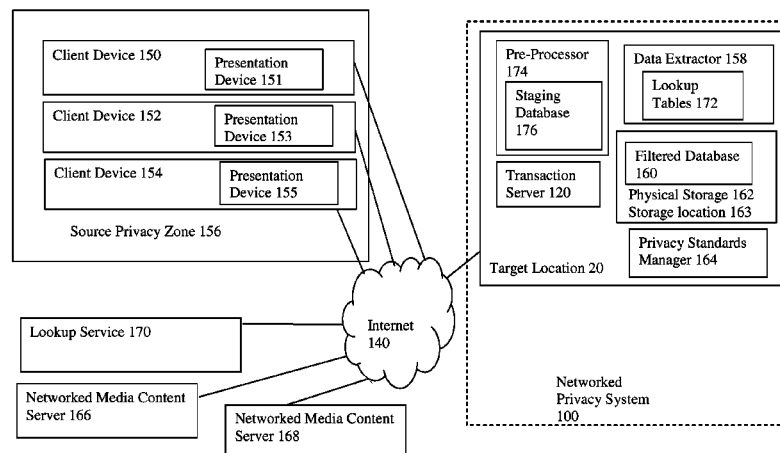 Client Device 150
Presentation
Device 151
Client Device 152
Presentation
Device 153
Client Device 154
Presentation
Device 155
Source Privacy Zone 156
Pre-Processor
174
Staging
Database
176
Data Extractor 158
Lookup
Tables 172
Transaction
Server 120
Filtered Database
160
Physical Storage 162
Storage location 163
Privacy Standards
Manager 164
Target Location 20
Internet
140
Lookup Service 170
Networked Media Content
Server 166
Networked Media Content
Server 168
Networked
Privacy System
100